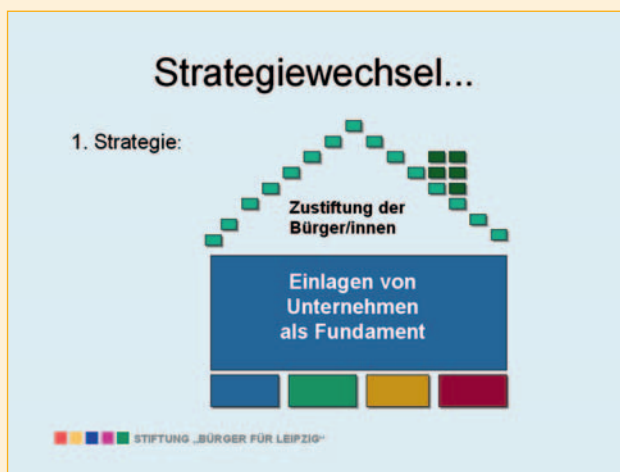 Strategiewechsel...
1. Strategie:
Zustiftung der
Bürger/innen
Einlagen von
Unternehmen
als Fundament
STIFTUNG „BÜRGER FÜR LEIPZIG“